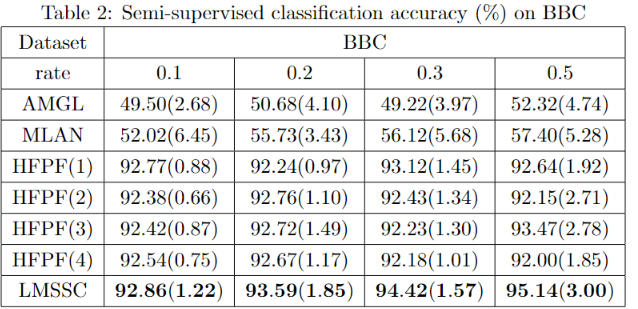 Table 2: Semi-supervised classification accuracy (%) on BBC
Dataset BBC
rate 0.1 0.2 0.3 0.5
AMGL 49.50(2.68) 50.68(4.10) 49.22(3.97) 52.32(4.74)
MLAN 52.02(6.45) 55.73(3.43) 56.12(5.68) 57.40(5.28)
HFPF(1) 92.77(0.88) 92.24(0.97) 93.12(1.45) 92.64(1.92)
HFPF(2) 92.38(0.66) 92.76(1.10) 92.43(1.34) 92.15(2.71)
HFPF(3) 92.42(0.87) 92.72(1.49) 92.23(1.30) 93.47(2.78)
HFPF(4) 92.54(0.75) 92.67(1.17) 92.18(1.01) 92.00(1.85)
LMSSC 92.86(1.22) 93.59(1.85) 94.42(1.57) 95.14(3.00)